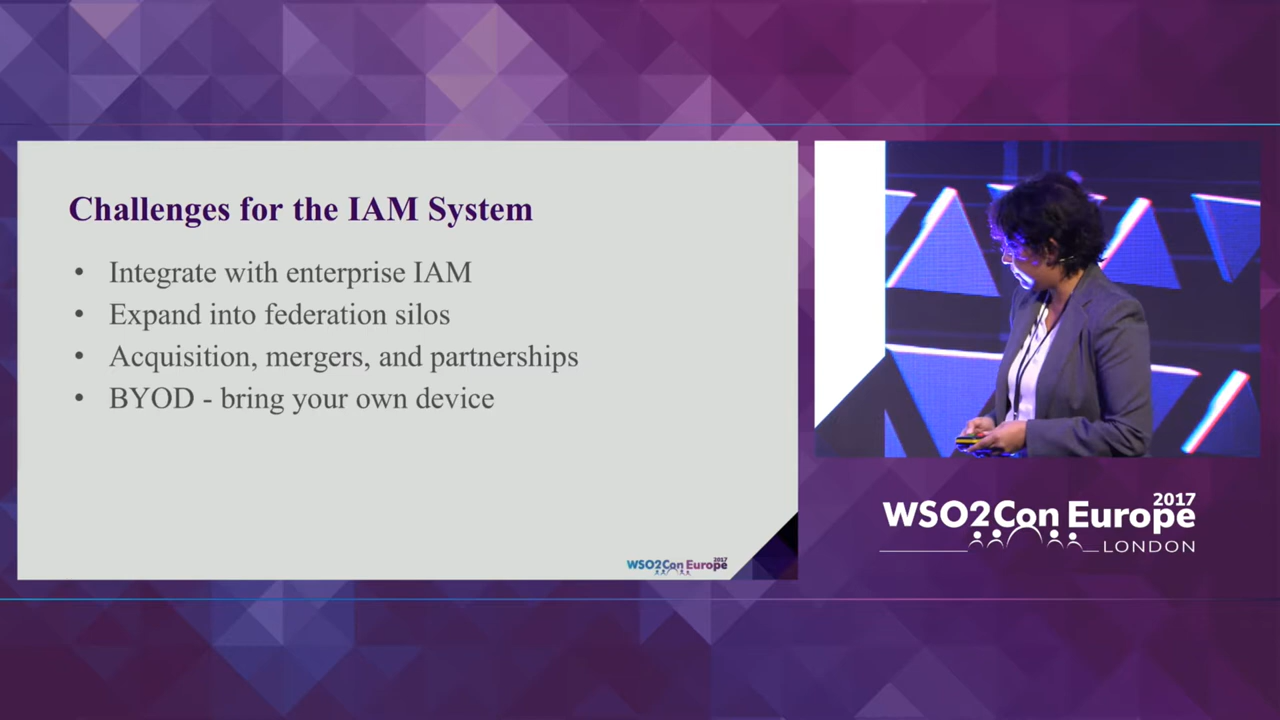 Challenges for the IAM System
• Integrate with enterprise IAM
• Expand into federation silos
• Acquisition, mergers, and partnerships
• BYOD - bring your own device
WSO2Con Europe 2017
WSO2Con Europe 2017
LONDON